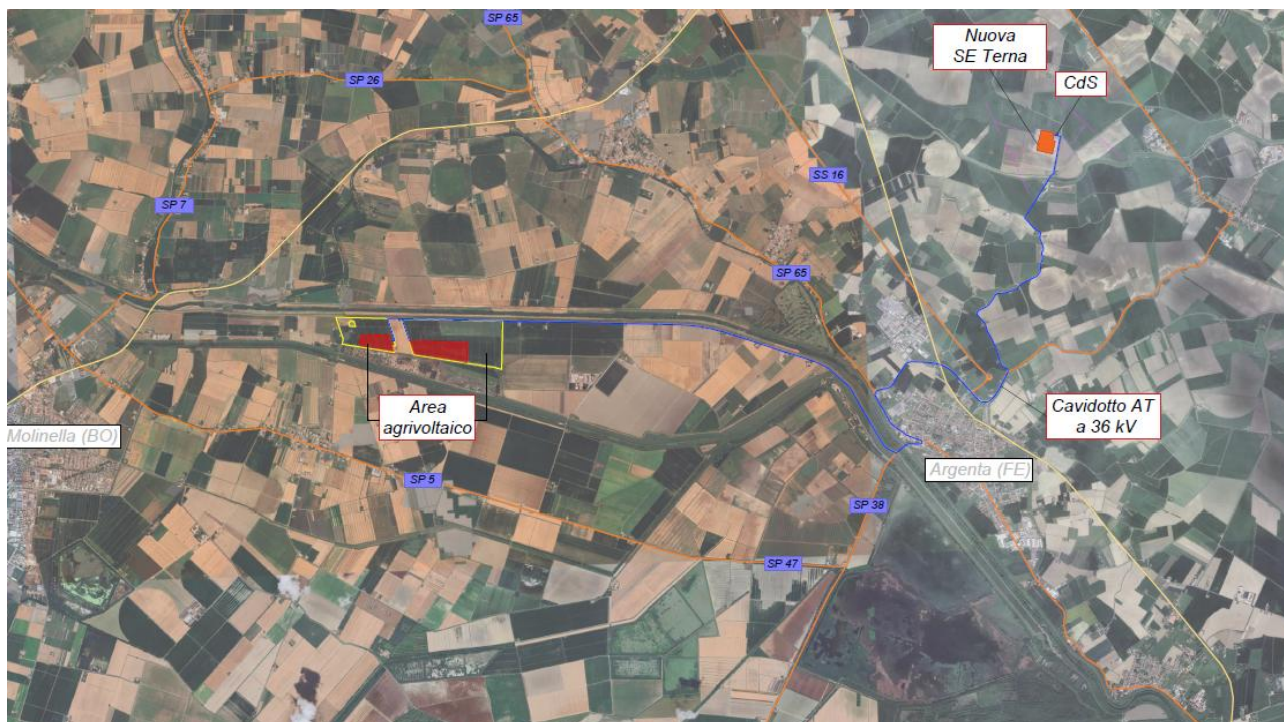 SP 65
Nuova
SE Terna
CdS
SP 26
SS 16
SP 7
SP 65
Area
agrivoltaico
Cavidotto AT
a 36 kV
Molinella (BO)
Argenta (FE)
SP 5
SP 38
SP 47